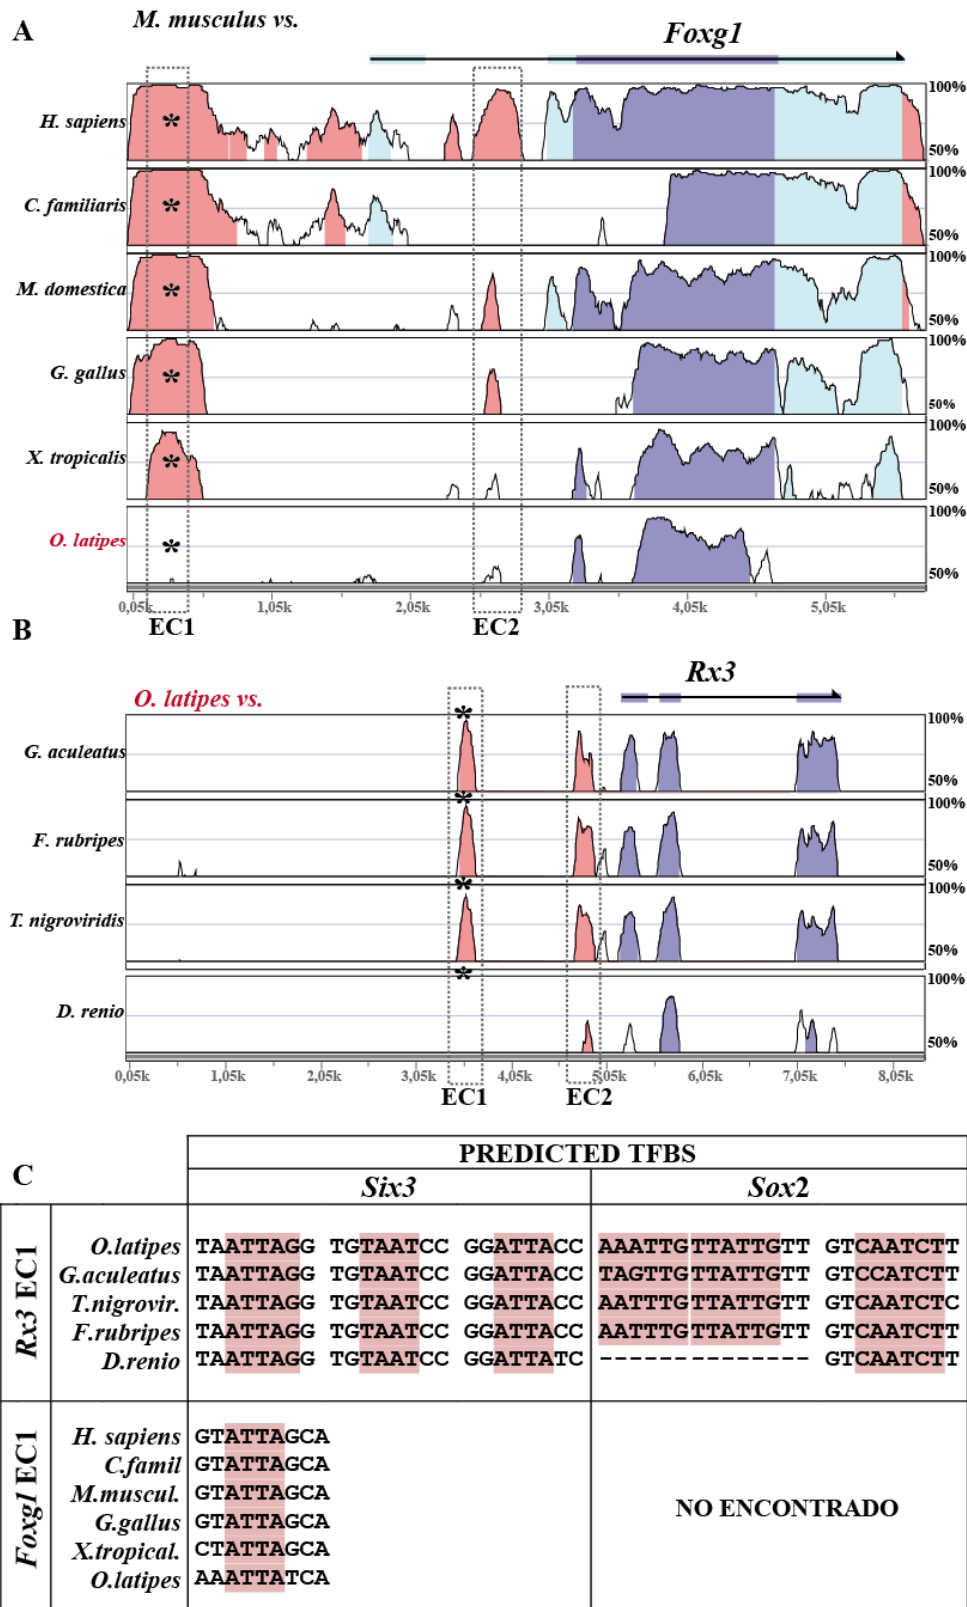 A
M. musculus vs.
Foxg1
H. sapiens
*
100%
50%
C. familiaris
*
100%
50%
M. domestica
*
100%
50%
G. gallus
*
100%
50%
X. tropicalis
*
100%
50%
O. latipes
*
100%
50%
0,05k 1,05k 2,05k 3,05k 4,05k 5,05k
EC1 EC2
B
Rx3
O. latipes vs.
*
G. aculeatus
100%
50%
*
F. rubripes
100%
50%
*
T. nigroviridis
100%
50%
*
D. renio
100%
50%
0,05k 1,05k 2,05k 3,05k 4,05k 5,05k 6,05k 7,05k 8,05k
EC1 EC2
C
PREDICTED TFBS
Six3 Sox2
Rx3 EC1
O.latipes TAATTAGG TGTAATCC GGATTACC AAATTGTTATTGTT GTCAATCTT
G.aculeatus TAATTAGG TGTAATCC GGATTACC TAGTTGTTATTGTT GTCCATCTT
T.nigrovir. TAATTAGG TGTAATCC GGATTACC AATTTGTTATTGTT GTCAATCTC
F.rubripes TAATTAGG TGTAATCC GGATTACC AATTTGTTATTGTT GTCAATCTT
D.renio TAATTAGG TGTAATCC GGATTATC -------------- GTCAATCTT
Foxg1 EC1
H. sapiens GTATTAGCA
C.famil GTATTAGCA
M.muscul. GTATTAGCA
G.gallus GTATTAGCA
X.tropical. CTATTAGCA
O.latipes AAATTATCA
NO ENCONTRADO